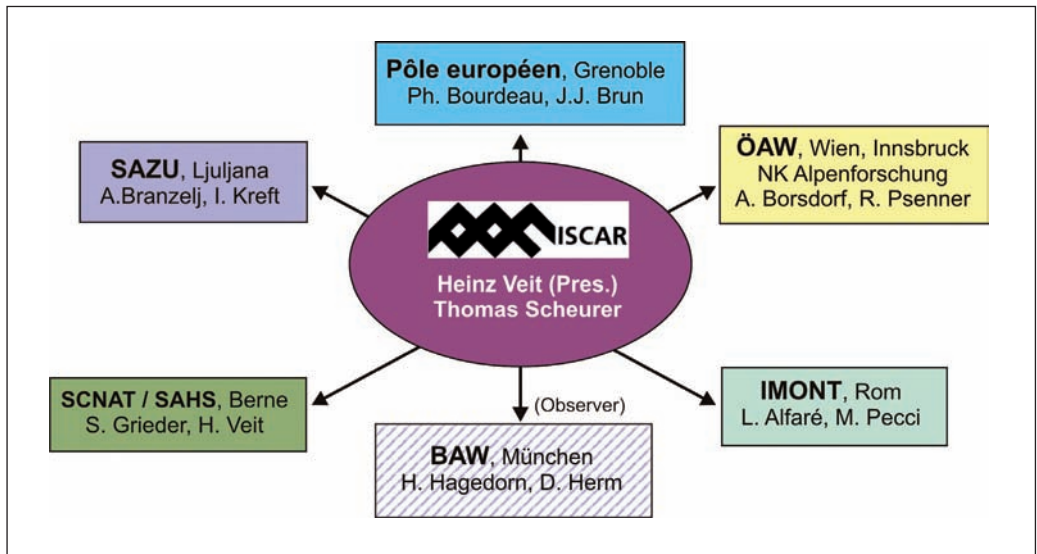 Pôle européen, Grenoble
Ph. Bourdeau, J.J. Brun
SAZU, Ljuljana
A.Branzelj, I. Kreft
ÖAW, Wien, Innsbruck
NK Alpenforschung
A. Borsdorf, R. Psenner
ISCAR
Heinz Veit (Pres.)
Thomas Scheurer
SCNAT / SAHS, Berne
S. Grieder, H. Veit
(Observer)
BAW, München
H. Hagedorn, D. Herm
IMONT, Rom
L. Alfaré, M. Pecci